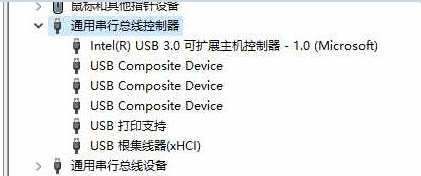 鼠标和其他指针设备
通用串行总线控制器
Intel(R) USB 3.0 可扩展主机控制器 - 1.0 (Microsoft)
USB Composite Device
USB Composite Device
USB Composite Device
USB 打印支持
USB 根集线器(xHCI)
通用串行总线设备